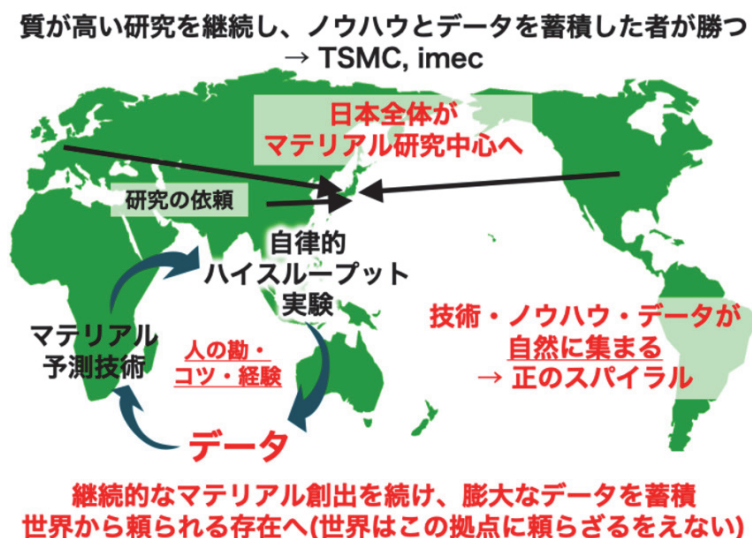 質が高い研究を継続し、ノウハウとデータを蓄積した者が勝つ
→ TSMC, imec
日本全体が
マテリアル研究中心へ
研究の依頼
自律的
ハイスループット
実験
マテリアル
予測技術
人の勘・
コツ・経験
データ
技術・ノウハウ・データが
自然に集まる
→ 正のスパイラル
継続的なマテリアル創出を続け、膨大なデータを蓄積
世界から頼られる存在へ(世界はこの拠点に頼らざるをえない)